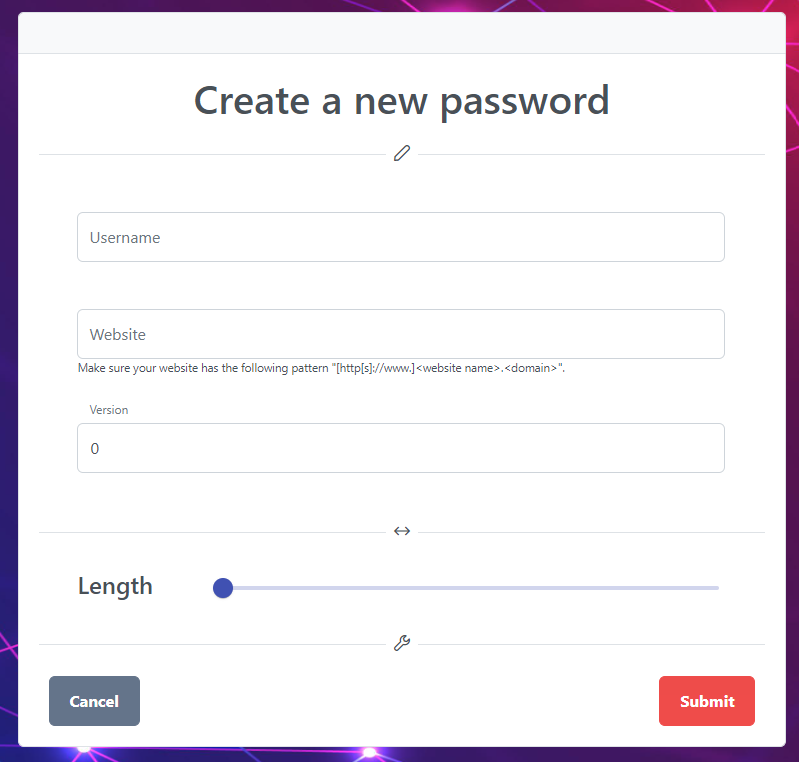 Create a new password
Username
Website
Make sure your website has the following pattern "[http[s]://www.]<website name>.<domain>".
Version
0
Length
Cancel
Submit